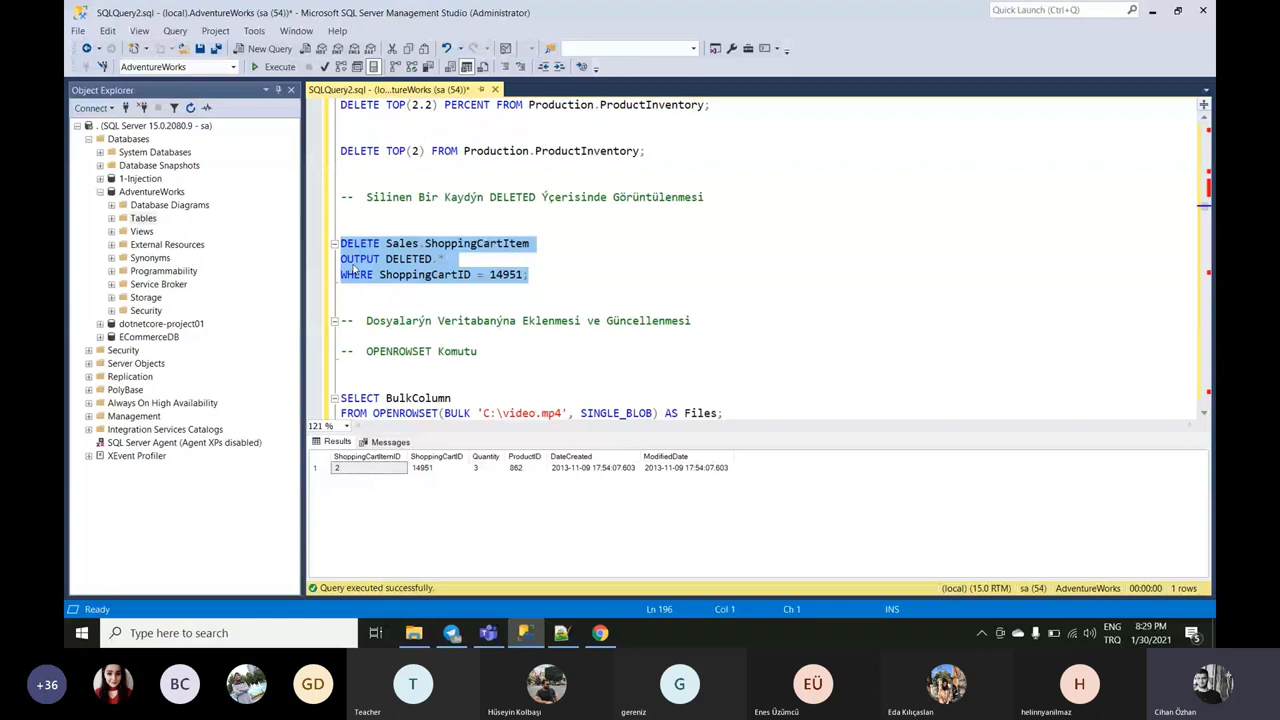 SQLQuery2.sql - (local).AdventureWorks (sa (54))* - Microsoft SQL Server Management Studio (Administrator)
Quick Launch (Ctrl+Q)
File Edit View Query Project Tools Window Help
New Query
AdventureWorks
Execute
Object Explorer
Connect
. (SQL Server 15.0.2080.9 - sa)
Databases
System Databases
Database Snapshots
1-Injection
AdventureWorks
Database Diagrams
Tables
Views
External Resources
Synonyms
Programmability
Service Broker
Storage
Security
dotnetcore-project01
ECommerceDB
Security
Server Objects
Replication
PolyBase
Always On High Availability
Management
Integration Services Catalogs
SQL Server Agent (Agent XPs disabled)
XEvent Profiler
SQLQuery2.sql - (lo...tureWorks (sa (54))*
DELETE TOP(2.2) PERCENT FROM Production.ProductInventory;
DELETE TOP(2) FROM Production.ProductInventory;
-- Silinen Bir Kaydýn DELETED Ýçerisinde Görüntülenmesi
DELETE Sales.ShoppingCartItem
OUTPUT DELETED.*
WHERE ShoppingCartID = 14951;
-- Dosyalarýn Veritabanýna Eklenmesi ve Güncellenmesi
-- OPENROWSET Komutu
SELECT BulkColumn
FROM OPENROWSET(BULK 'C:\video.mp4', SINGLE_BLOB) AS Files;
121 %
Results Messages
ShoppingCartItemID ShoppingCartID Quantity ProductID DateCreated ModifiedDate
1 2 14951 3 862 2013-11-09 17:54:07.603 2013-11-09 17:54:07.603
Query executed successfully.
(local) (15.0 RTM) sa (54) AdventureWorks 00:00:00 1 rows
Ready
Ln 196 Col 1 Ch 1 INS
Type here to search
ENG
TRQ
8:29 PM
1/30/2021
5
+36
BC
GD
T
G
EÜ
H
Teacher
Hüseyin Kolbaşı
gereniz
Enes Üzümcü
Eda Kılıçaslan
helinnyanilmaz
Cihan Özhan